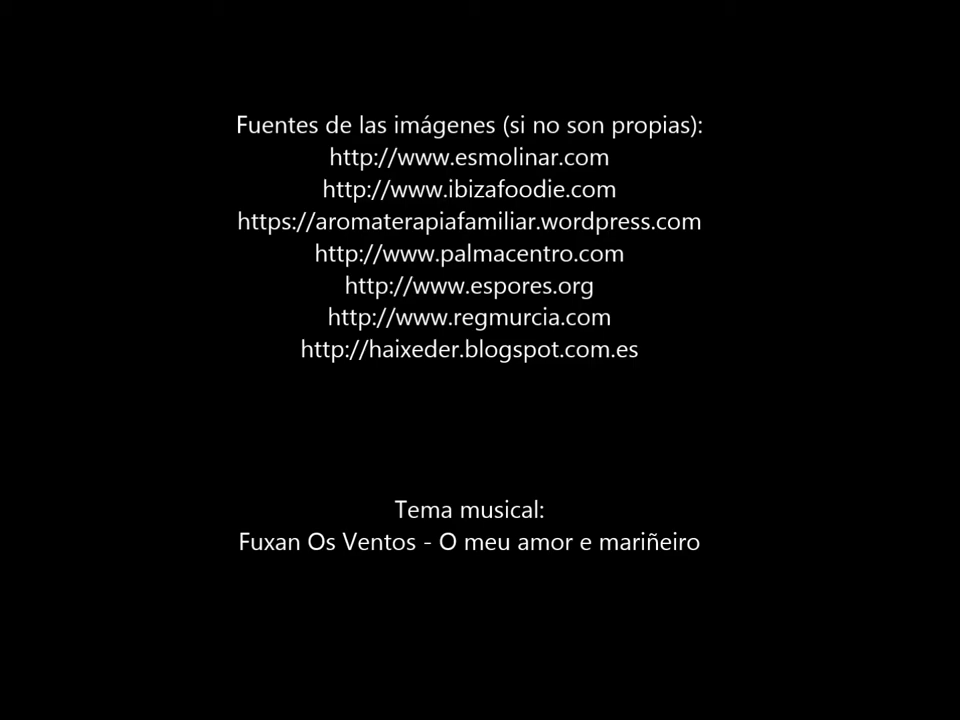 Fuentes de las imágenes (si no son propias):
http://www.esmolinar.com
http://www.ibizafoodie.com
https://aromaterapiafamiliar.wordpress.com
http://www.palmacentro.com
http://www.espores.org
http://www.regmurcia.com
http://haixeder.blogspot.com.es
Tema musical:
Fuxan Os Ventos - O meu amor e mariñeiro